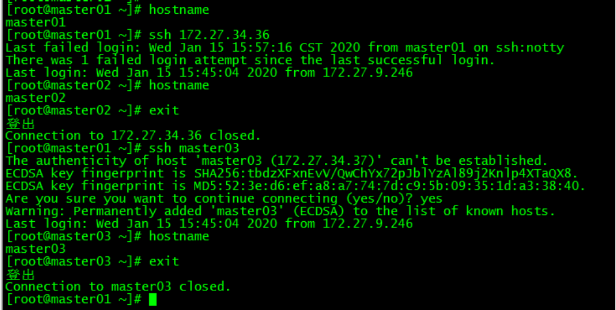 [root@master01 ~]# hostname
master01
[root@master01 ~]# ssh 172.27.34.36
Last failed login: Wed Jan 15 15:57:16 CST 2020 from master01 on ssh:notty
There was 1 failed login attempt since the last successful login.
Last login: Wed Jan 15 15:45:04 2020 from 172.27.9.246
[root@master02 ~]# hostname
master02
[root@master02 ~]# exit
登出
Connection to 172.27.34.36 closed.
[root@master01 ~]# ssh master03
The authenticity of host 'master03 (172.27.34.37)' can't be established.
ECDSA key fingerprint is SHA256:tbdzXFxnEvV/QwChYx72pJblYzAl89j2Knlp4XTaQX8.
ECDSA key fingerprint is MD5:52:3e:d6:ef:a8:a7:74:7d:c9:5b:09:35:1d:a3:38:40.
Are you sure you want to continue connecting (yes/no)? yes
Warning: Permanently added 'master03' (ECDSA) to the list of known hosts.
Last login: Wed Jan 15 15:45:04 2020 from 172.27.9.246
[root@master03 ~]# hostname
master03
[root@master03 ~]# exit
登出
Connection to master03 closed.
[root@master01 ~]#